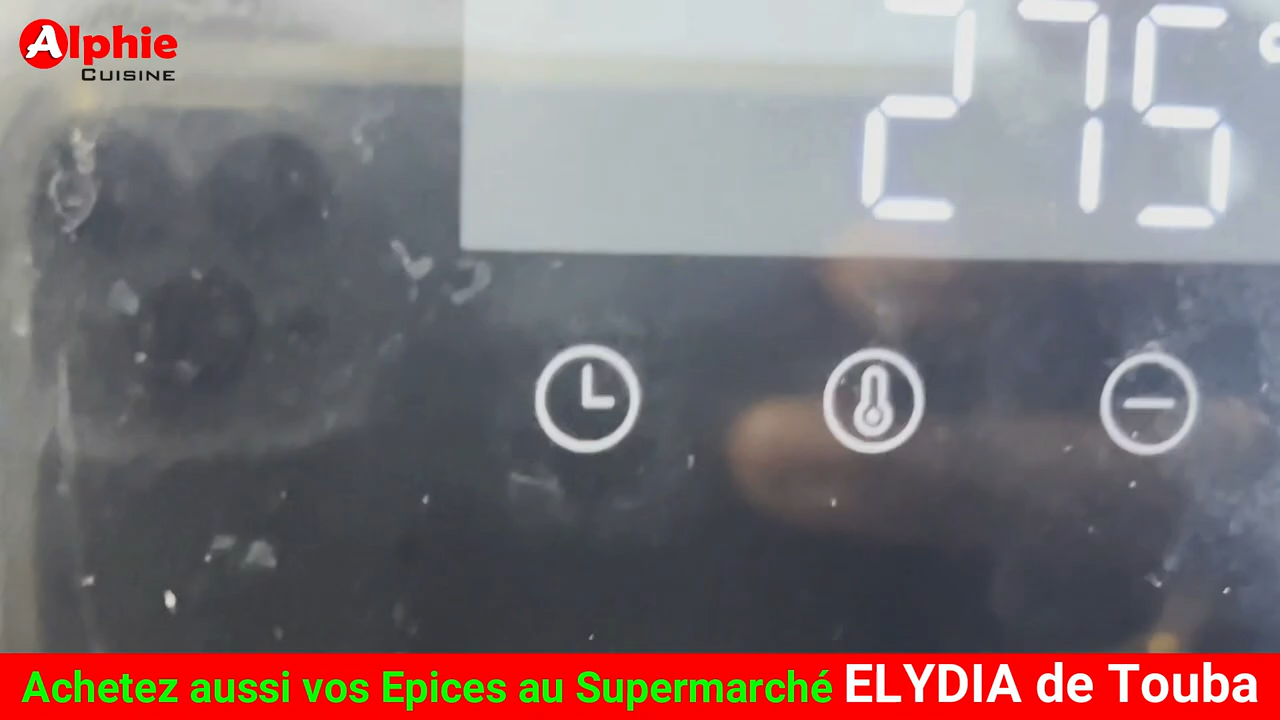 Alphie
CUISINE
275°
Achetez aussi vos Epices au Supermarché ELYDIA de Touba